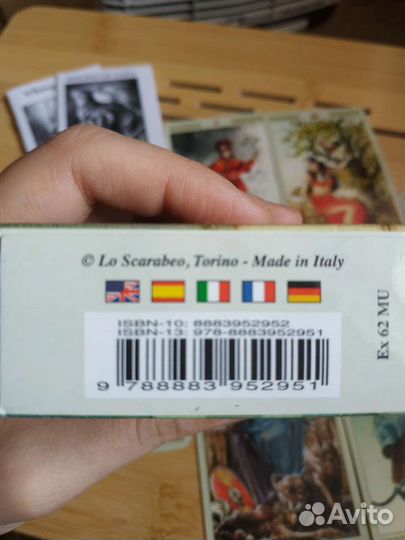 © Lo Scarabeo, Torino - Made in Italy
ISBN-10: 8883952952
ISBN-13: 978-8883952951
9 788883 952951
Ex 62 MU
Avito